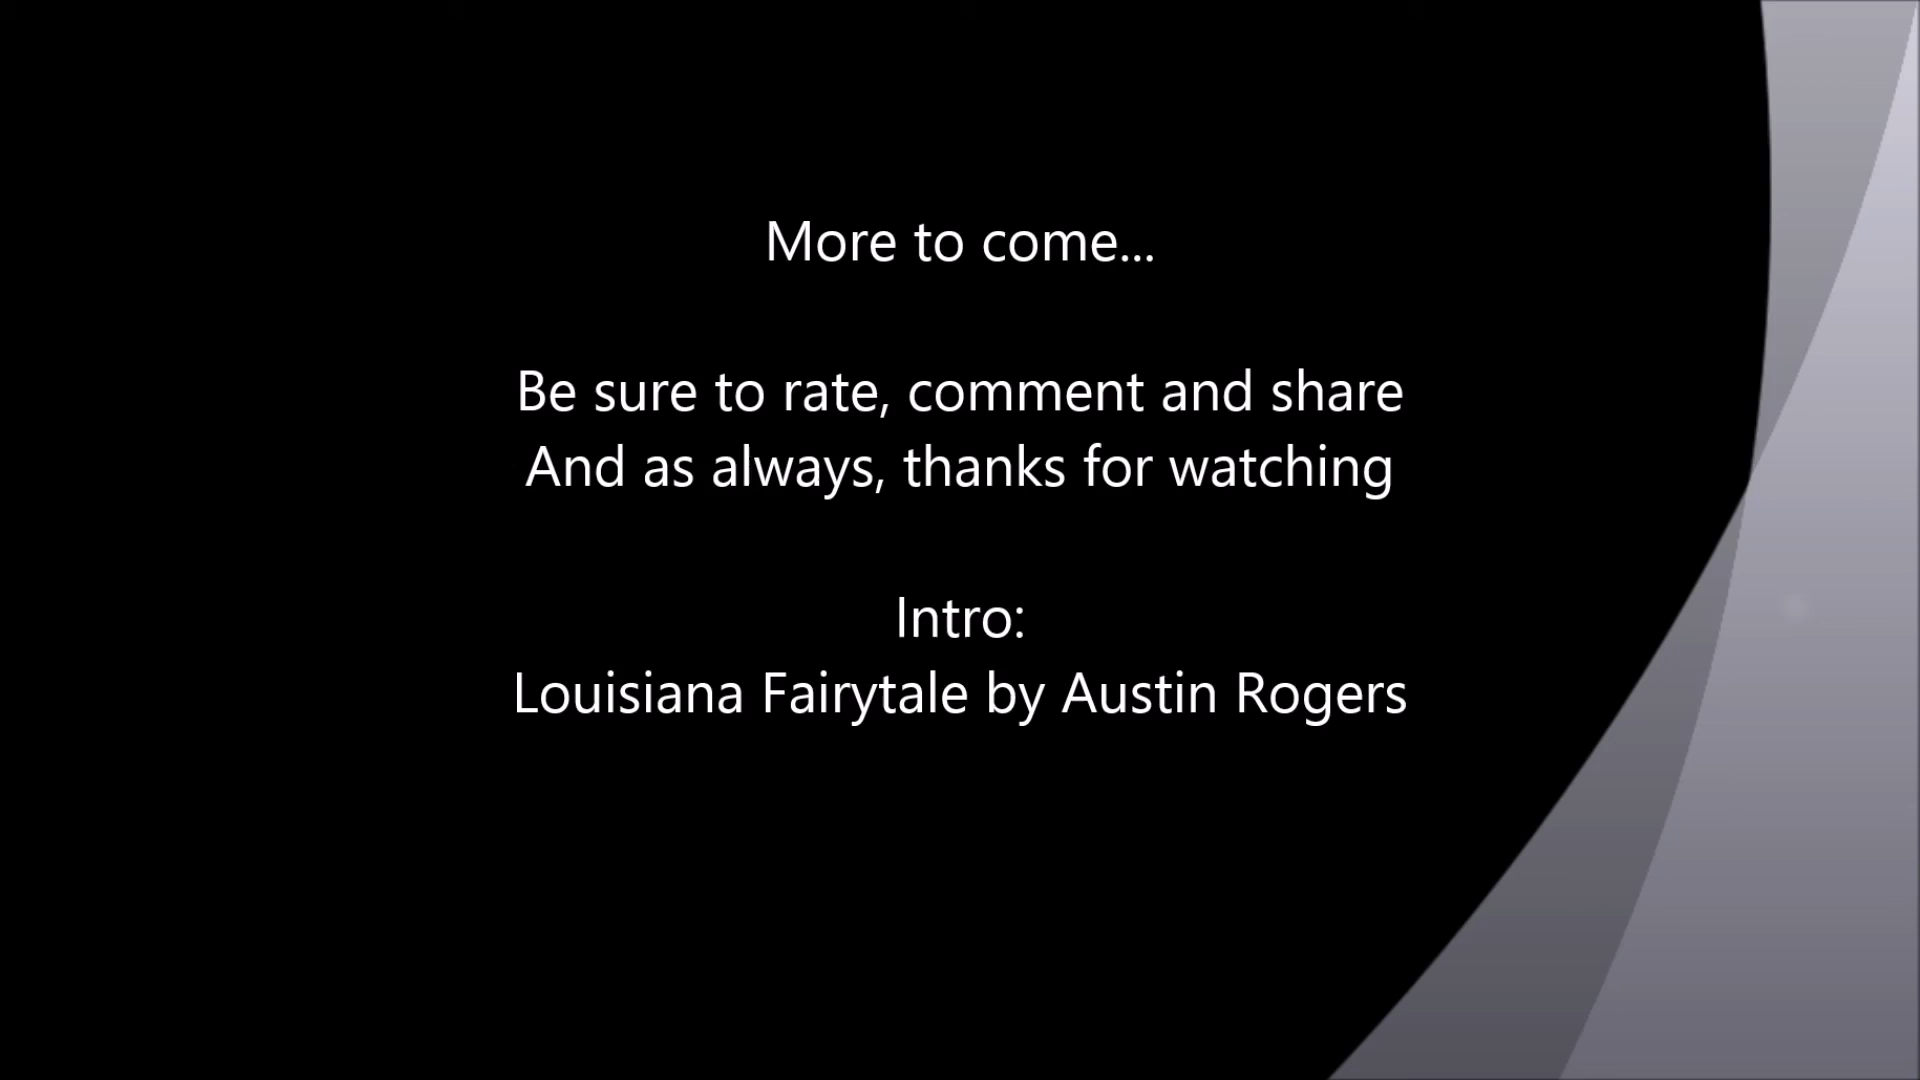 More to come...
Be sure to rate, comment and share
And as always, thanks for watching
Intro:
Louisiana Fairytale by Austin Rogers